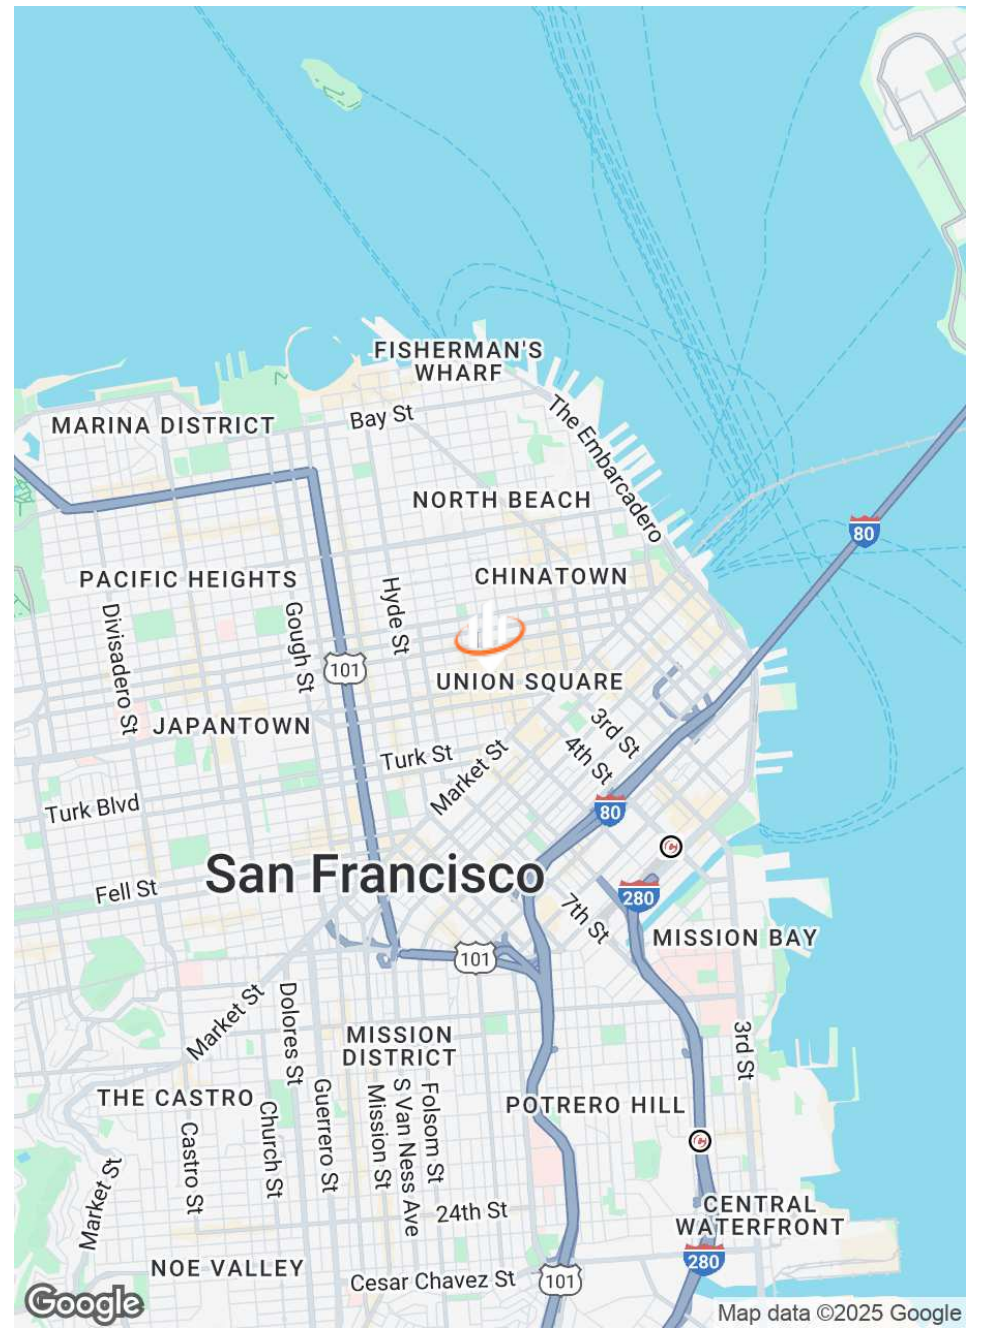 FISHERMAN'S
WHARF
MARINA DISTRICT
Bay St
The Embarcadero
NORTH BEACH
80
PACIFIC HEIGHTS
CHINATOWN
Divisadero St
Gough St
Hyde St
101
UNION SQUARE
JAPANTOWN
3rd St
4th St
Turk St
Market St
Turk Blvd
80
San Francisco
Fell St
280
7th St
MISSION BAY
101
Market St
Dolores St
MISSION
DISTRICT
3rd St
THE CASTRO
Church St
Guerrero St
Mission St
S Van Ness Ave
Folsom St
POTRERO HILL
Castro St
Market St
24th St
CENTRAL
WATERFRONT
NOE VALLEY
Cesar Chavez St
101
280
Google
Map data ©2025 Google